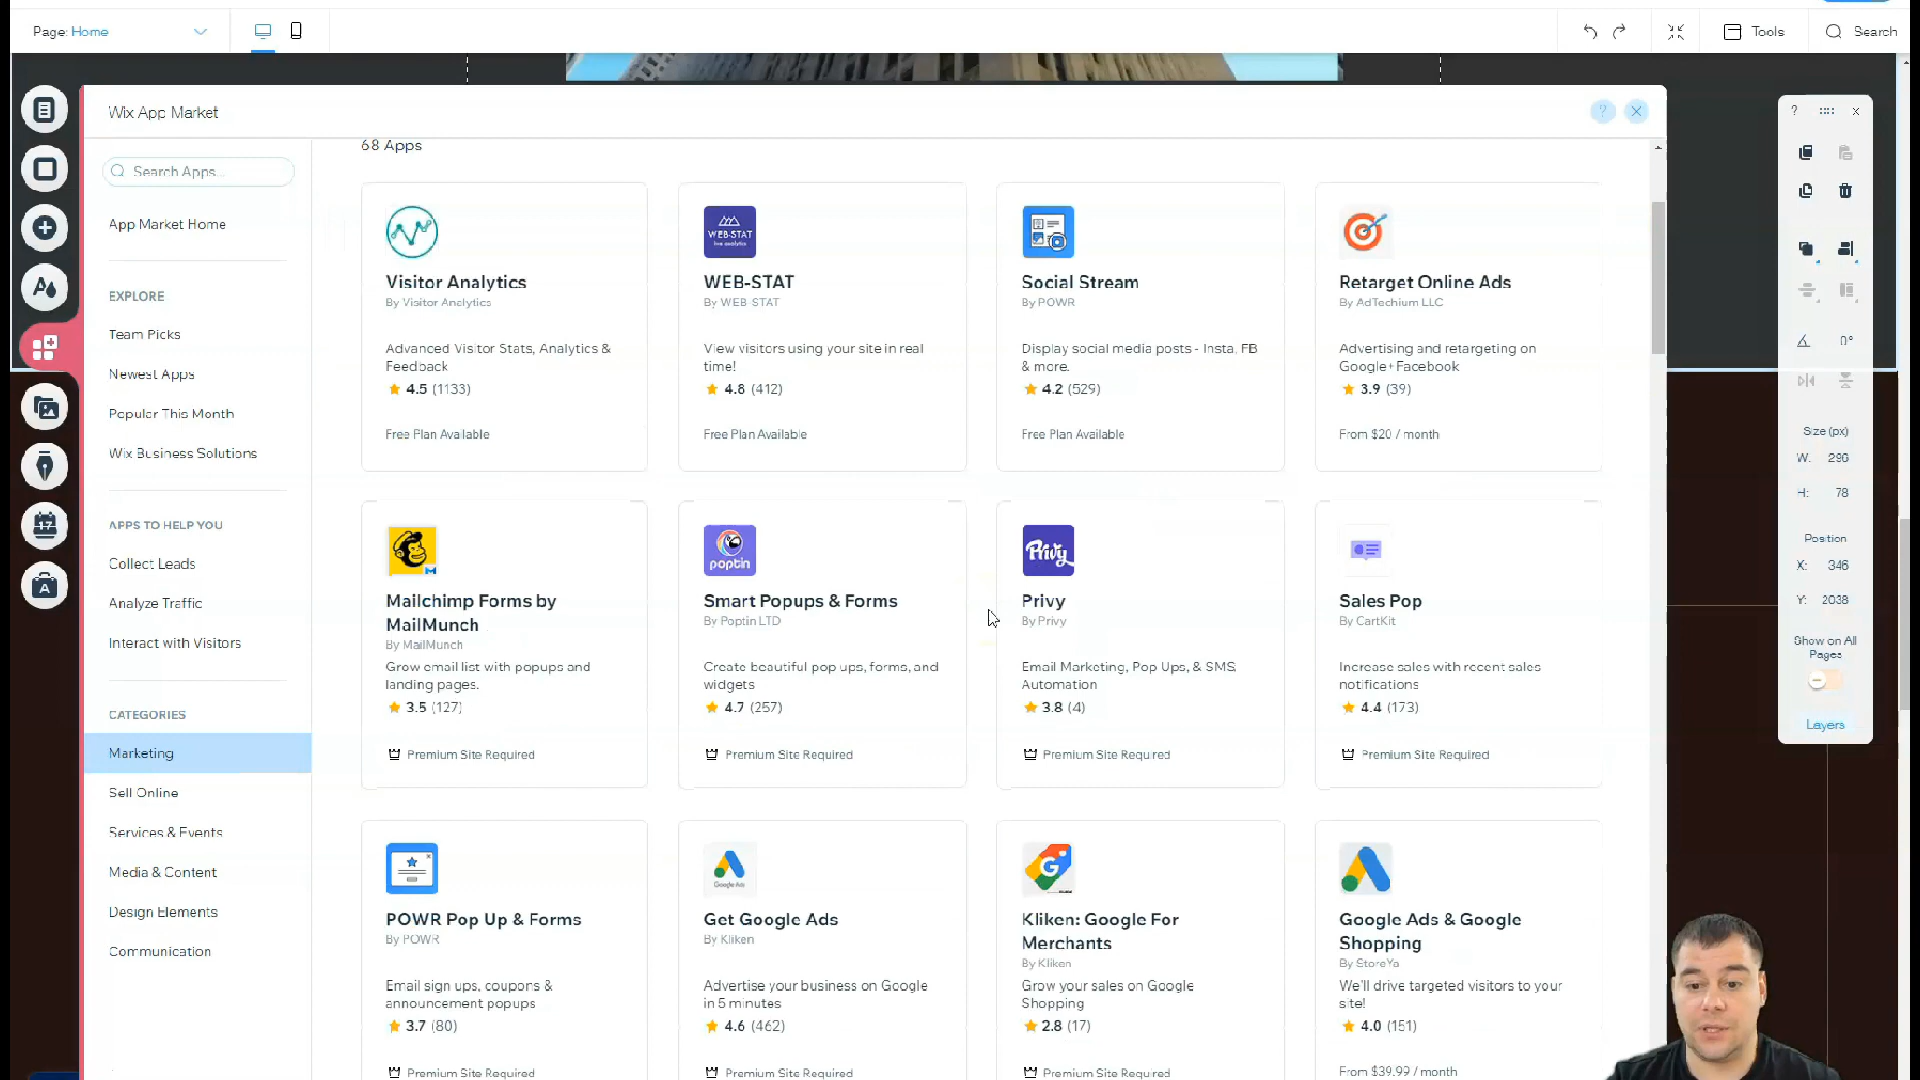 Page: Home
Tools
Search
Wix App Market
?
?
Search Apps...
68 Apps
App Market Home
EXPLORE
Team Picks
Newest Apps
Popular This Month
Wix Business Solutions
APPS TO HELP YOU
Collect Leads
Analyze Traffic
Interact with Visitors
CATEGORIES
Marketing
Sell Online
Services & Events
Media & Content
Design Elements
Communication
17
A
Visitor Analytics
By Visitor Analytics
Advanced Visitor Stats, Analytics &
Feedback
4.5 (1133)
Free Plan Available
WEB-STAT
live analytics
WEB-STAT
By WEB-STAT
View visitors using your site in real
time!
4.8 (412)
Free Plan Available
Social Stream
By POWR
Display social media posts - Insta, FB
& more.
4.2 (529)
Free Plan Available
Retarget Online Ads
By AdTechium LLC
Advertising and retargeting on
Google+Facebook
3.9 (39)
From $20 / month
Mailchimp Forms by
MailMunch
By MailMunch
Grow email list with popups and
landing pages.
3.5 (127)
Premium Site Required
poptin
Smart Popups & Forms
By Poptin LTD
Create beautiful pop ups, forms, and
widgets
4.7 (257)
Premium Site Required
Privy
Privy
By Privy
Email Marketing, Pop Ups, & SMS
Automation
3.8 (4)
Premium Site Required
Sales Pop
By CartKit
Increase sales with recent sales
notifications
4.4 (173)
Premium Site Required
POWR Pop Up & Forms
By POWR
Email sign ups, coupons &
announcement popups
3.7 (80)
Premium Site Required
Google Ads
Get Google Ads
By Kliken
Advertise your business on Google
in 5 minutes
4.6 (462)
Premium Site Required
G
Kliken: Google For
Merchants
By Kliken
Grow your sales on Google
Shopping
2.8 (17)
Premium Site Required
Google Ads & Google
Shopping
By StoreYa
We'll drive targeted visitors to your
site!
4.0 (151)
From $39.99 / month
0°
Size (px)
W: 296
H: 78
Position
X: 346
Y: 2038
Show on All
Pages
Layers